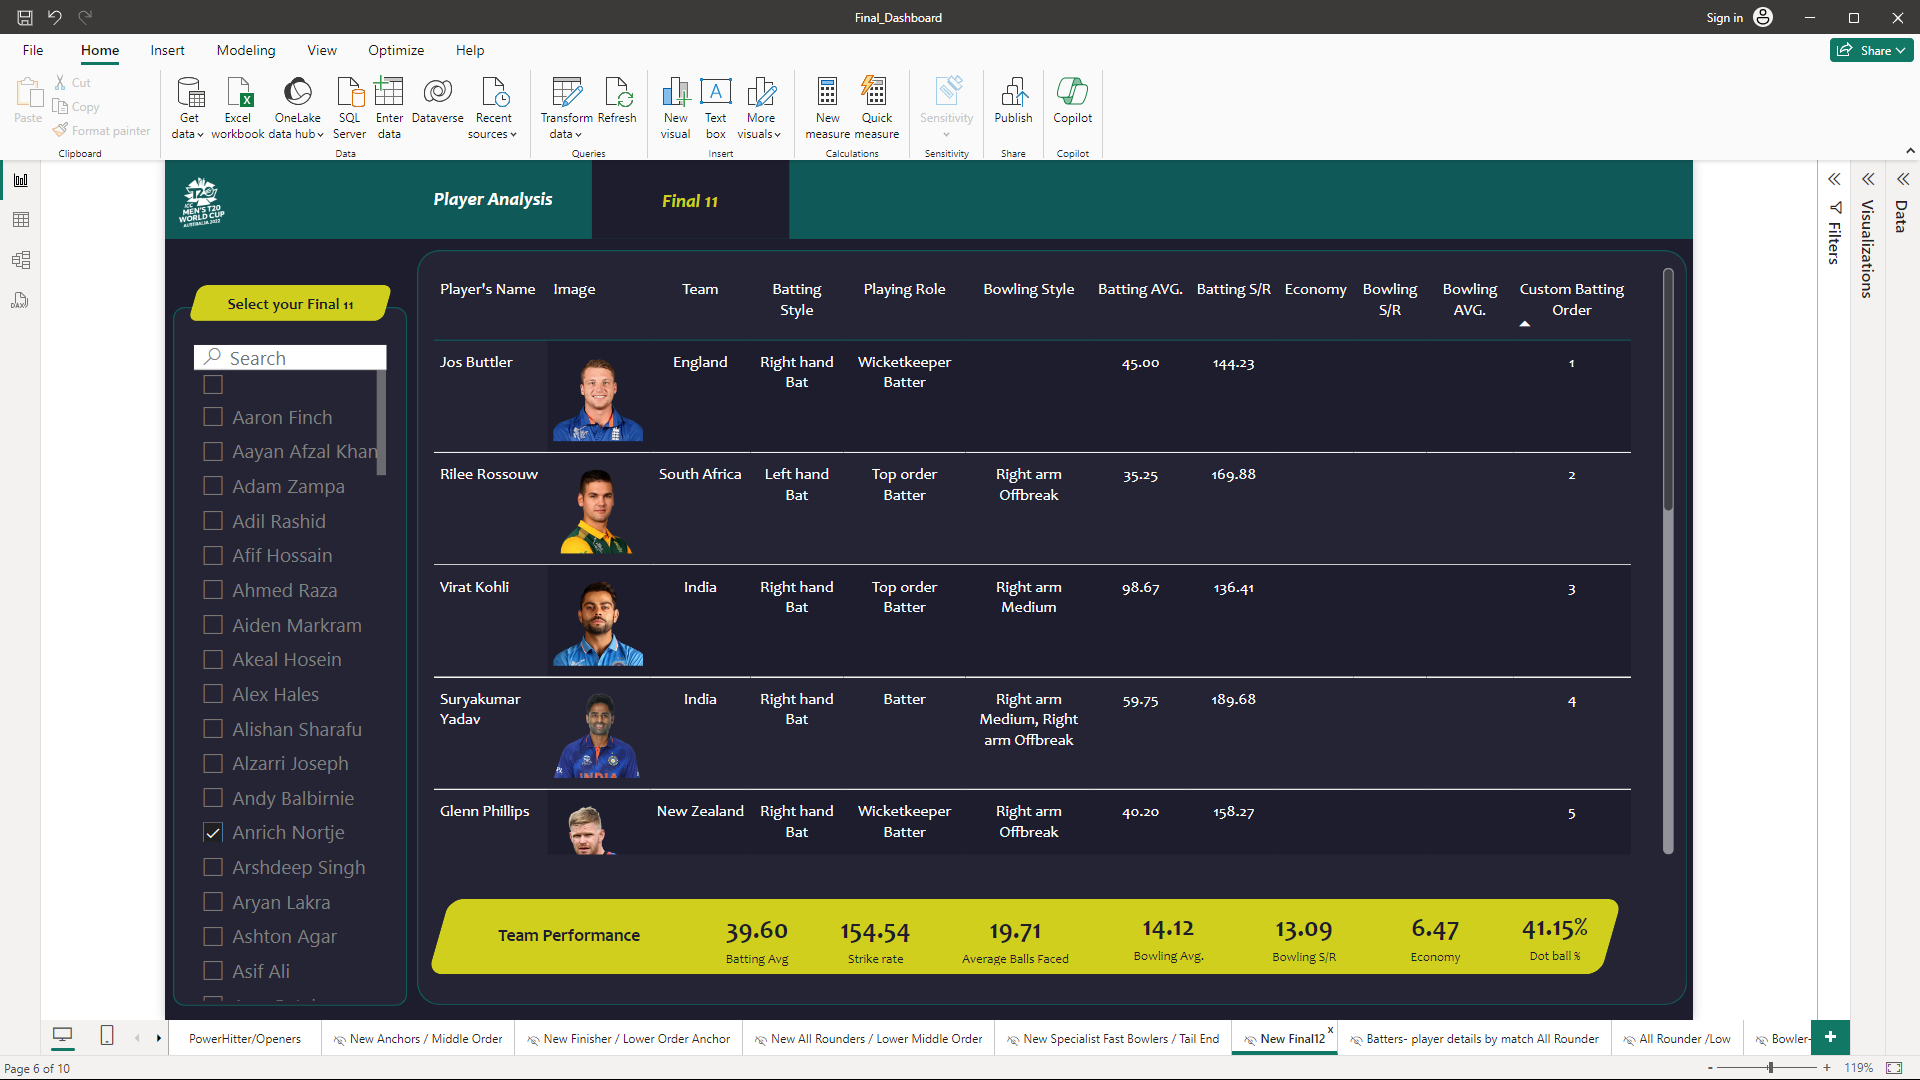 Final_Dashboard
Sign in
File Home Insert Modeling View Optimize Help
Share
Paste
Cut
Copy
Format painter
Clipboard
Get data
Excel workbook
OneLake data hub
SQL Server
Enter data
Dataverse
Recent sources
Data
Transform data
Refresh
Queries
New visual
Text box
More visuals
Insert
New measure
Quick measure
Calculations
Sensitivity
Sensitivity
Publish
Share
Copilot
Copilot
ICC
MEN'S T20
WORLD CUP
AUSTRALIA 2022
Player Analysis
Final 11
Filters
Visualizations
Data
Select your Final 11
Search
Aaron Finch
Aayan Afzal Khan
Adam Zampa
Adil Rashid
Afif Hossain
Ahmed Raza
Aiden Markram
Akeal Hosein
Alex Hales
Alishan Sharafu
Alzarri Joseph
Andy Balbirnie
Anrich Nortje
Arshdeep Singh
Aryan Lakra
Ashton Agar
Asif Ali
Player's Name Image Team Batting Style Playing Role Bowling Style Batting AVG. Batting S/R Economy Bowling S/R Bowling AVG. Custom Batting Order
Jos Buttler England Right hand Bat Wicketkeeper Batter 45.00 144.23 1
Rilee Rossouw South Africa Left hand Bat Top order Batter Right arm Offbreak 35.25 169.88 2
Virat Kohli India Right hand Bat Top order Batter Right arm Medium 98.67 136.41 3
Suryakumar Yadav India Right hand Bat Batter Right arm Medium, Right arm Offbreak 59.75 189.68 4
Glenn Phillips New Zealand Right hand Bat Wicketkeeper Batter Right arm Offbreak 40.20 158.27 5
Team Performance
39.60 154.54 19.71 14.12 13.09 6.47 41.15%
Batting Avg Strike rate Average Balls Faced Bowling Avg. Bowling S/R Economy Dot ball %
PowerHitter/Openers New Anchors / Middle Order New Finisher / Lower Order Anchor New All Rounders / Lower Middle Order New Specialist Fast Bowlers / Tail End New Final12 x Batters- player details by match All Rounder All Rounder /Low Bowler-
Page 6 of 10
- + 119%